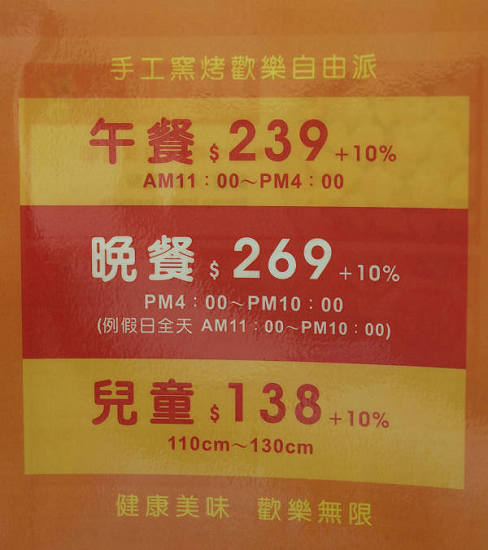 手工窯烤歡樂自由派
午餐 $ 239 +10%
AM11：00～PM4：00
晚餐 $ 269 +10%
PM4：00～PM10：00
(例假日全天 AM11：00～PM10：00)
兒童 $ 138 +10%
110cm～130cm
健康美味 歡樂無限